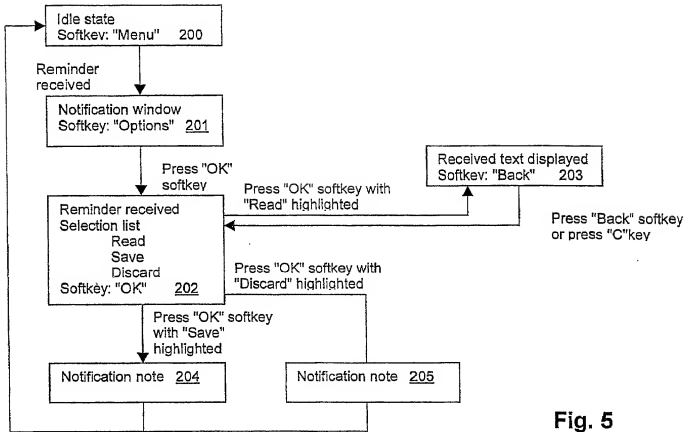 Idle state
Softkey: "Menu" 200
Reminder
received
Notification window
Softkey: "Options" 201
Press "OK"
softkey
Received text displayed
Softkey: "Back" 203
Press "OK" softkey with
"Read" highlighted
Press "Back" softkey
or press "C"key
Reminder received
Selection list
Read
Save
Discard
Softkey: "OK" 202
Press "OK" softkey with
"Discard" highlighted
Press "OK" softkey
with "Save"
highlighted
Notification note 204
Notification note 205
Fig. 5